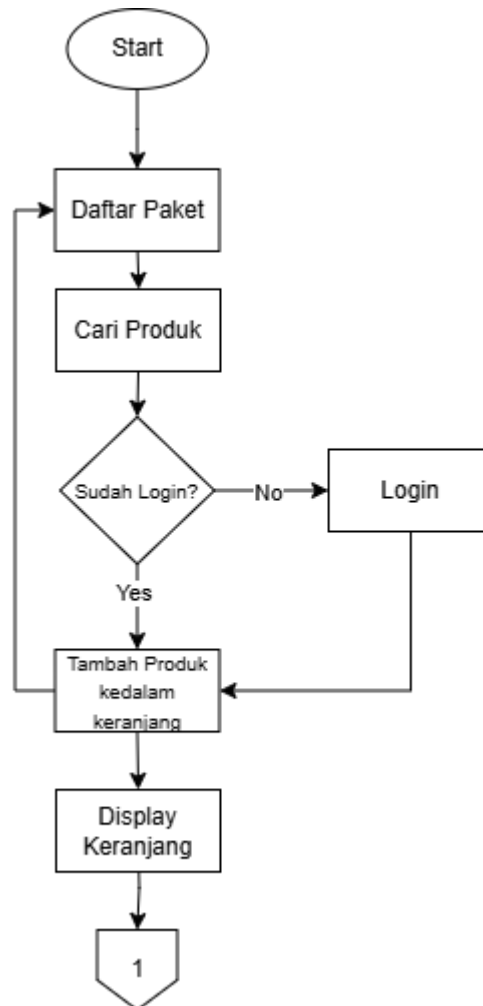 Start
Daftar Paket
Cari Produk
Sudah Login?
No
Login
Yes
Tambah Produk
kedalam
keranjang
Display
Keranjang
1